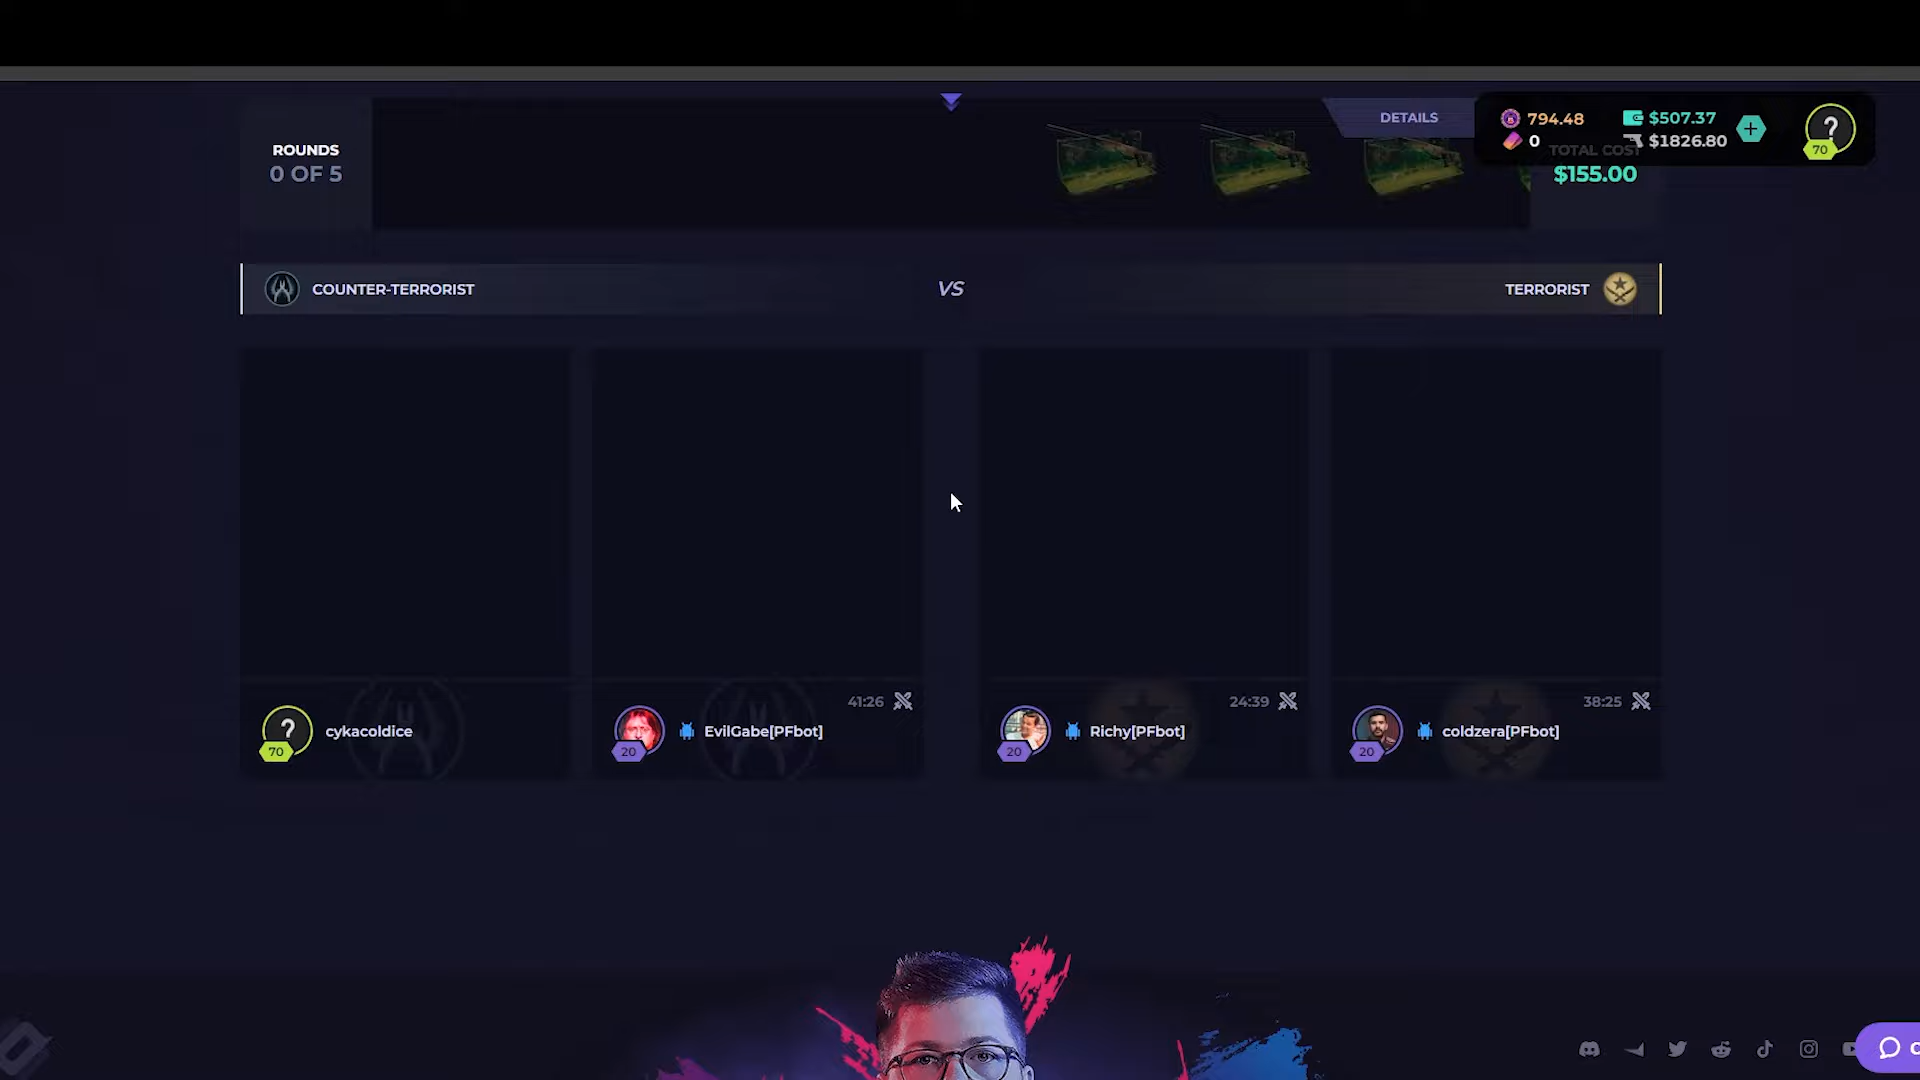 DETAILS
794.48
$507.37
0
$1826.80
?
70
ROUNDS
0 OF 5
TOTAL COST
$155.00
COUNTER-TERRORIST
VS
TERRORIST
41:26
24:39
38:25
?
70
cykacoldice
20
EvilGabe[PFbot]
20
Richy[PFbot]
20
coldzera[PFbot]